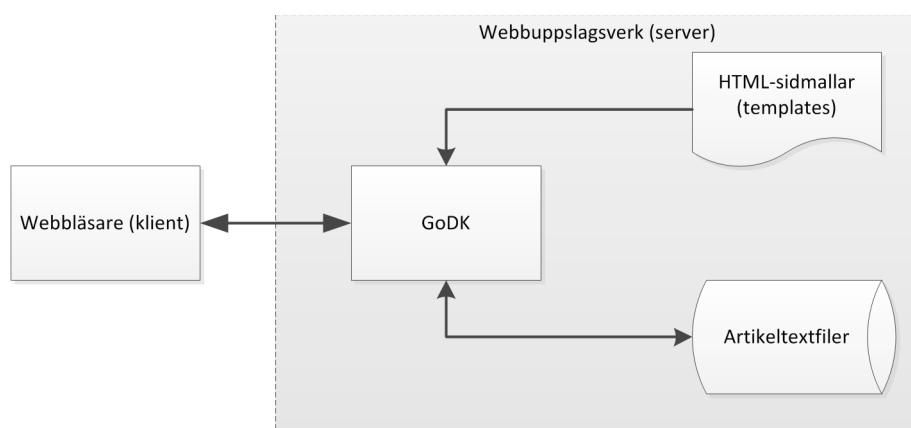 Webbuppslagsverk (server)
HTML-sidmallar
(templates)
Webbläsare (klient)
GoDK
Artikeltextfiler